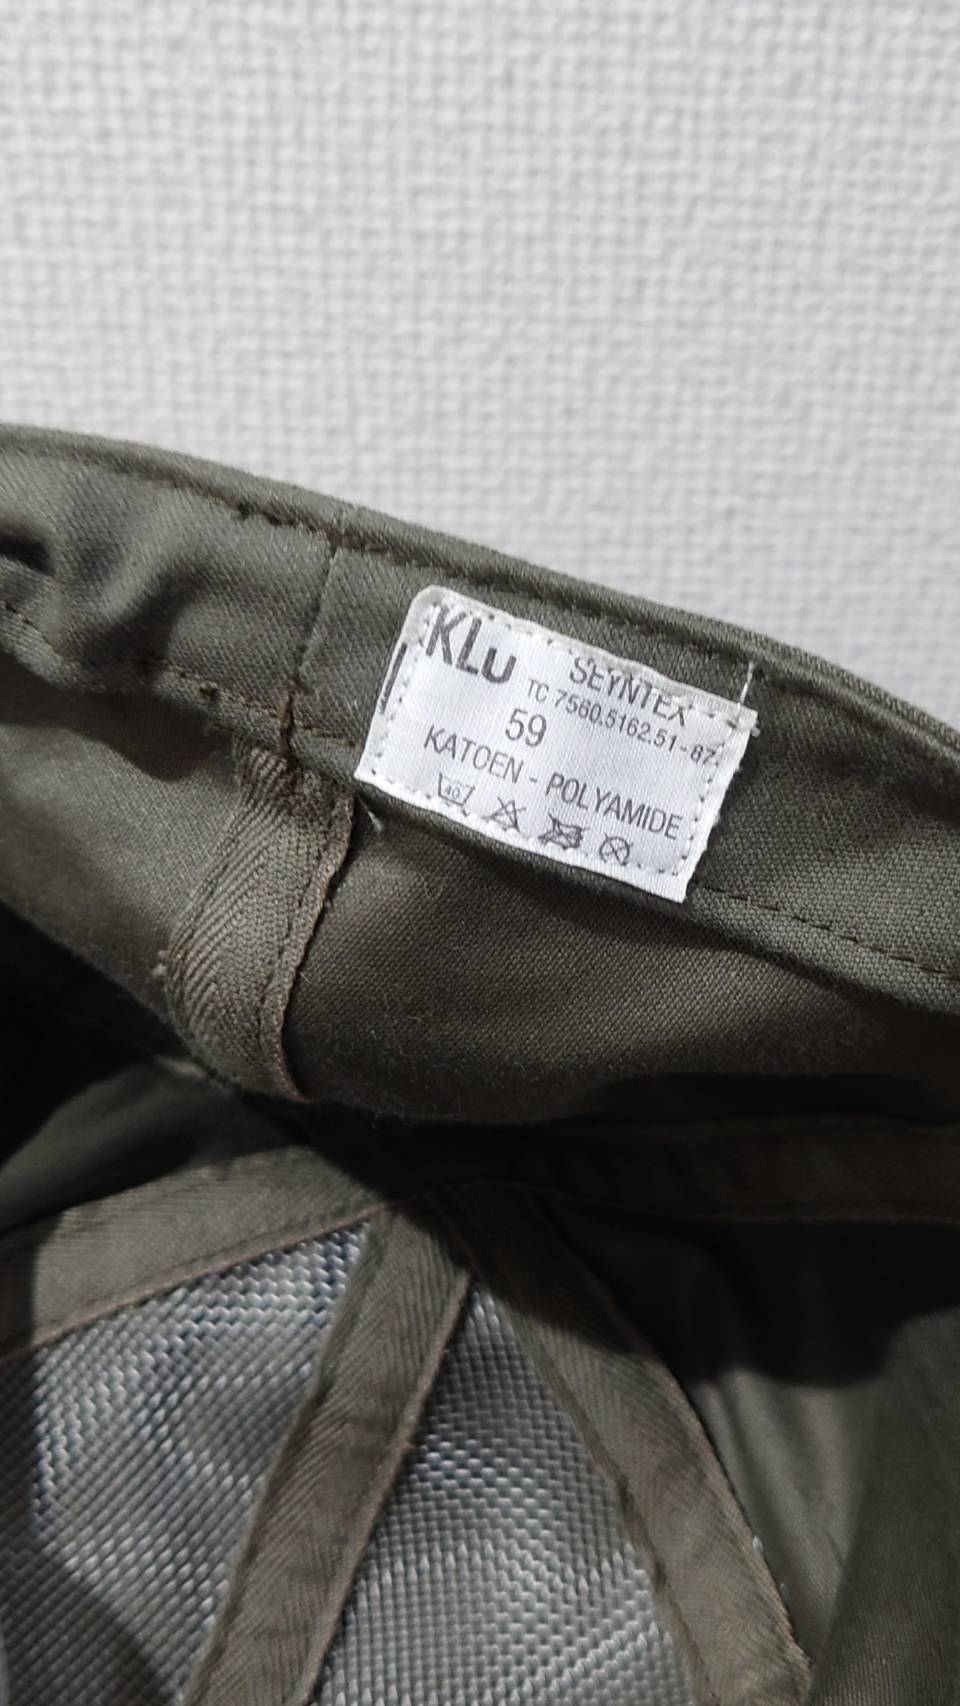 KLu SEYNTEX
TC 7560.5162.51-87
59
KATOEN - POLYAMIDE
40